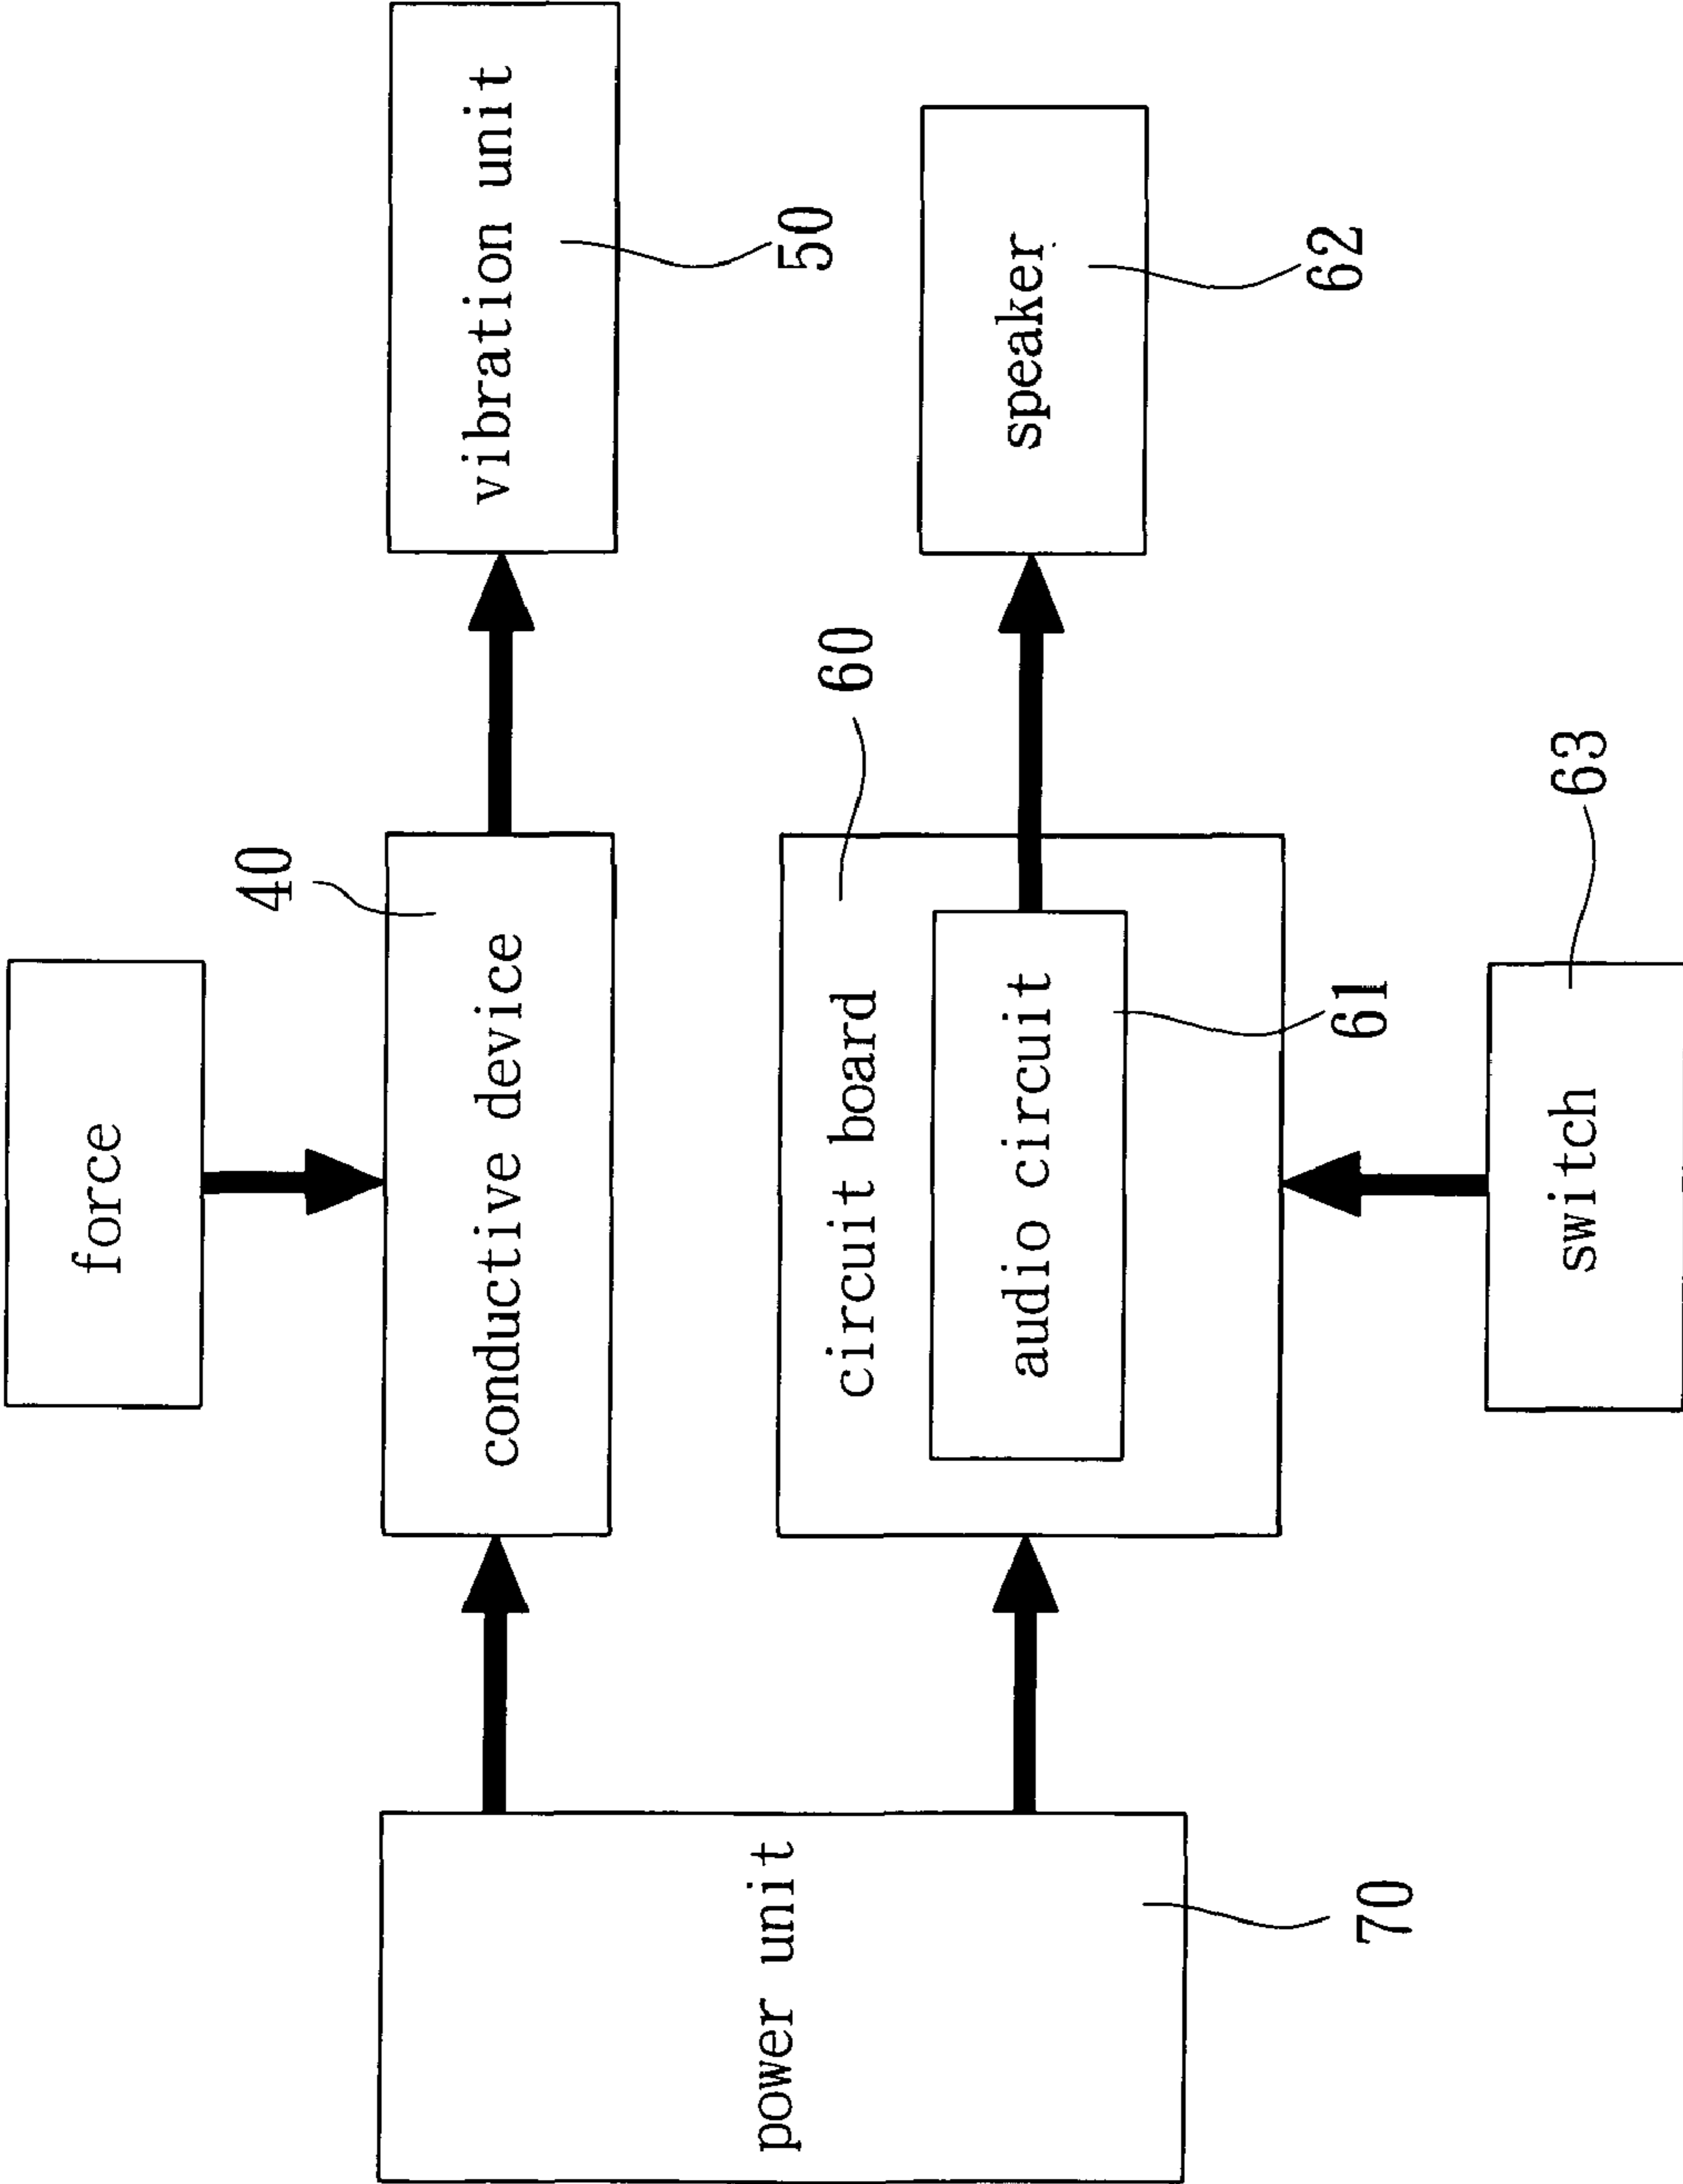 force
40
conductive device
vibration unit
50
power unit
circuit board
60
audio circuit
speaker
70
61
62
switch
63